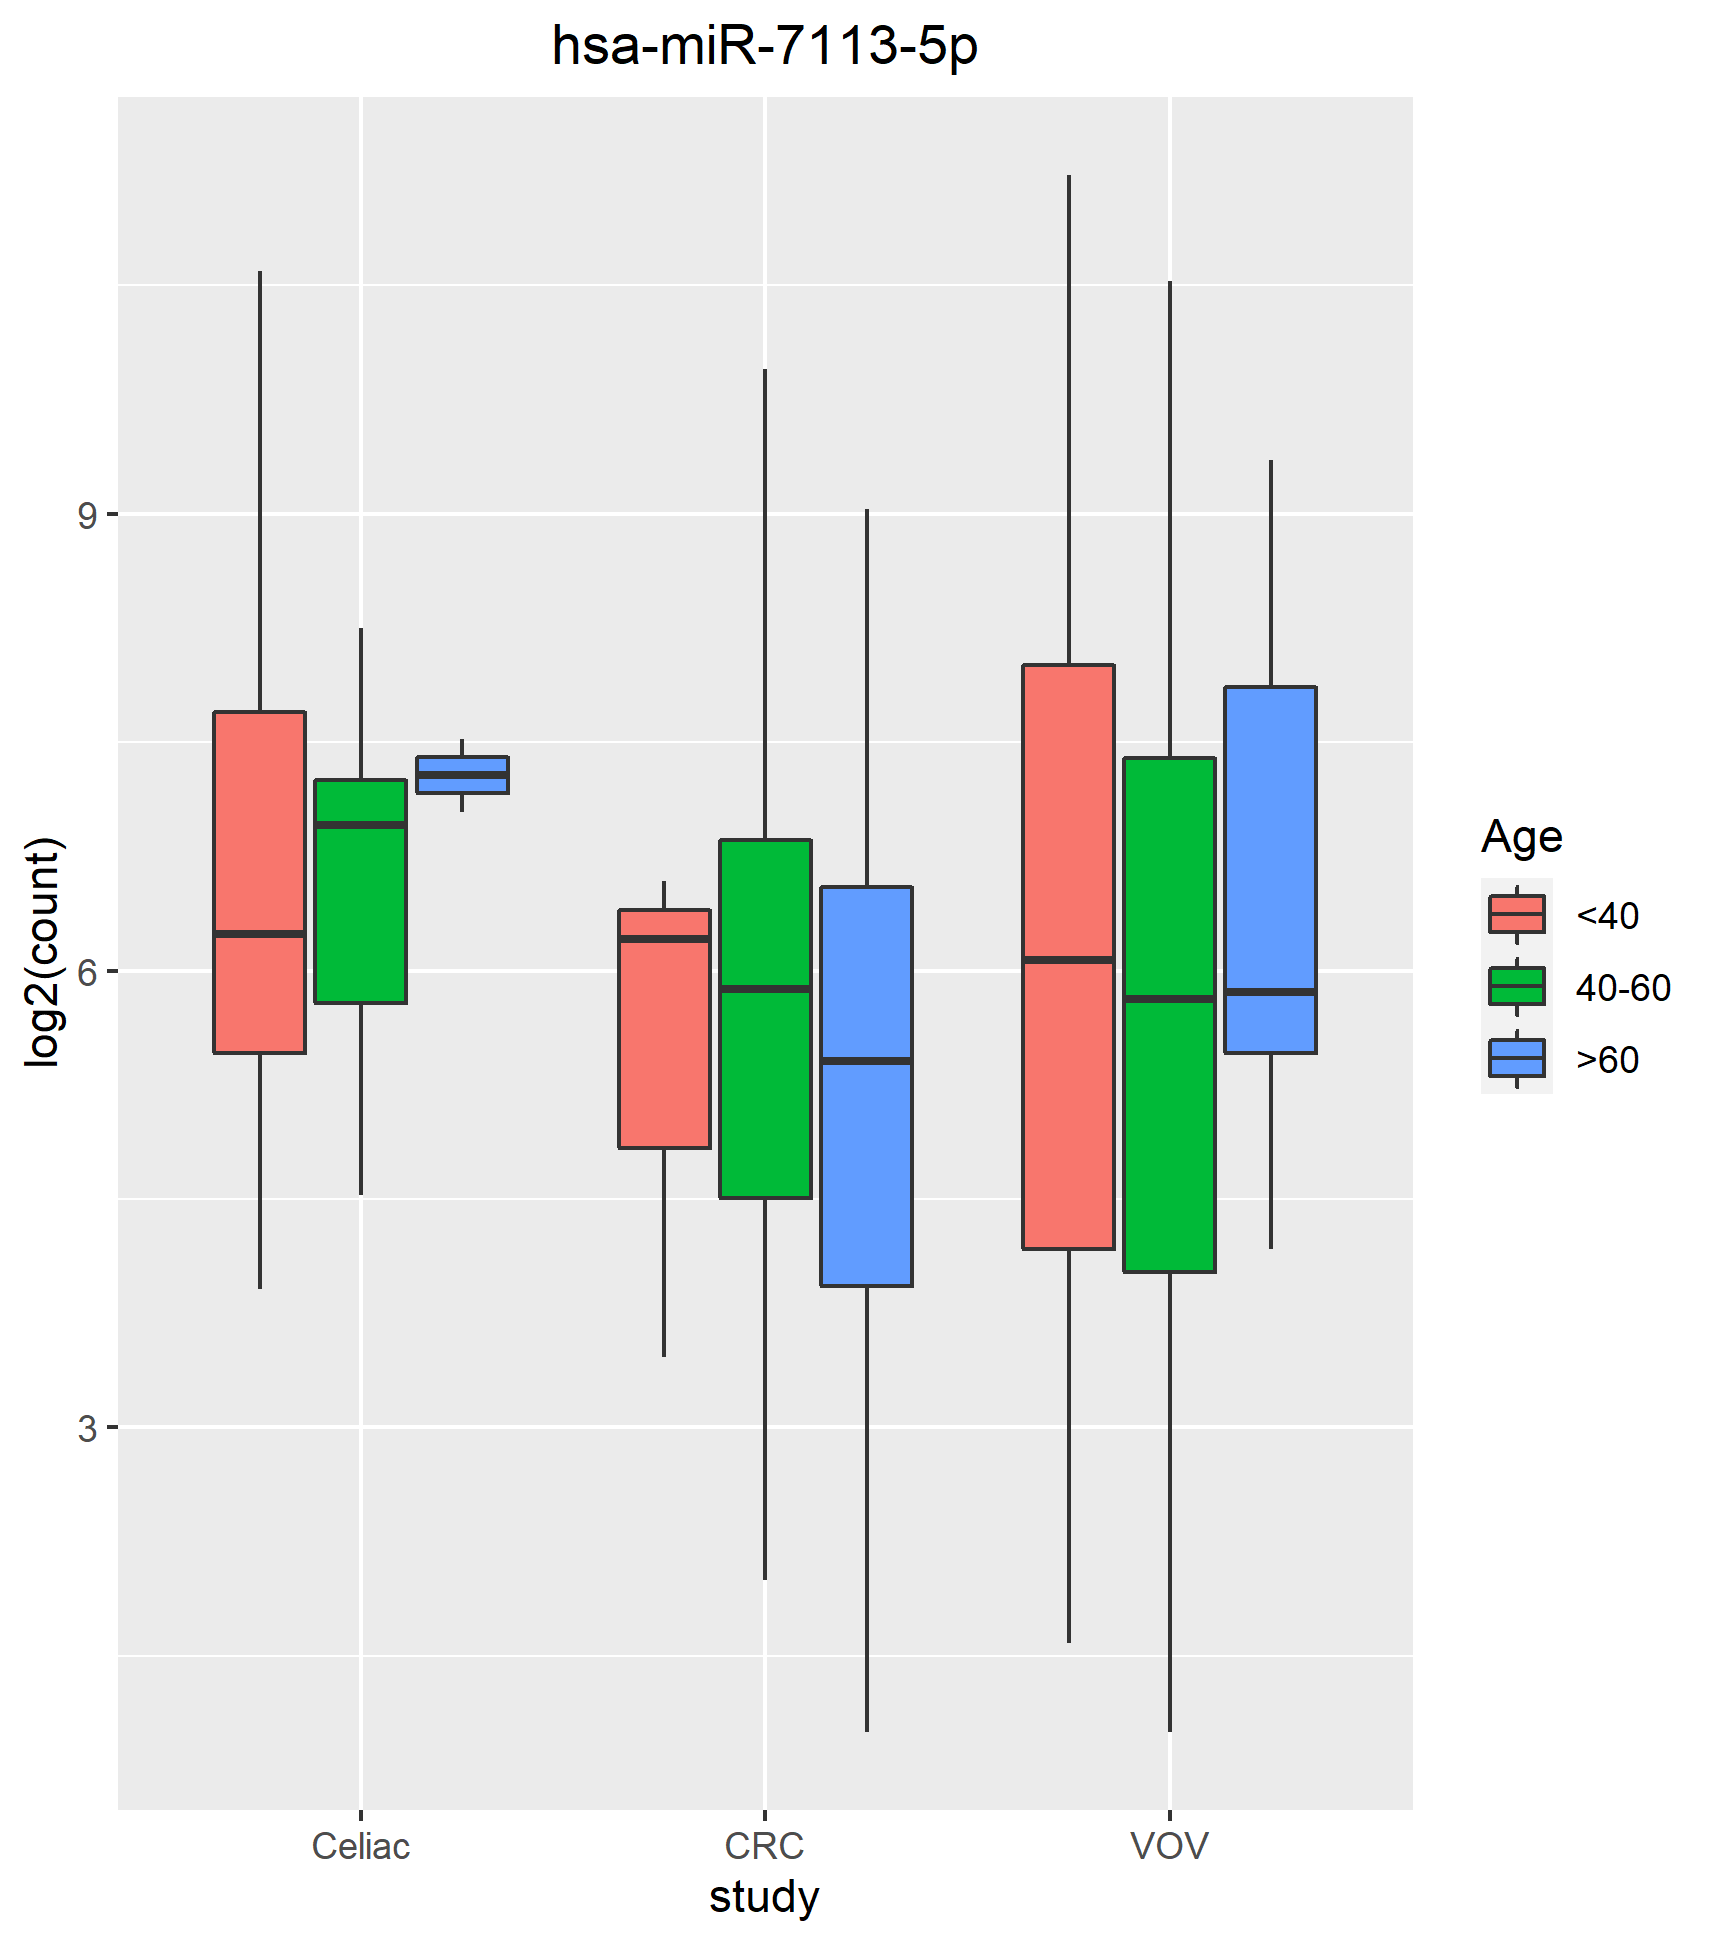 hsa-miR-7113-5p
log2(count)
9
6
3
Celiac CRC VOV
study
Age
<40
40-60
>60